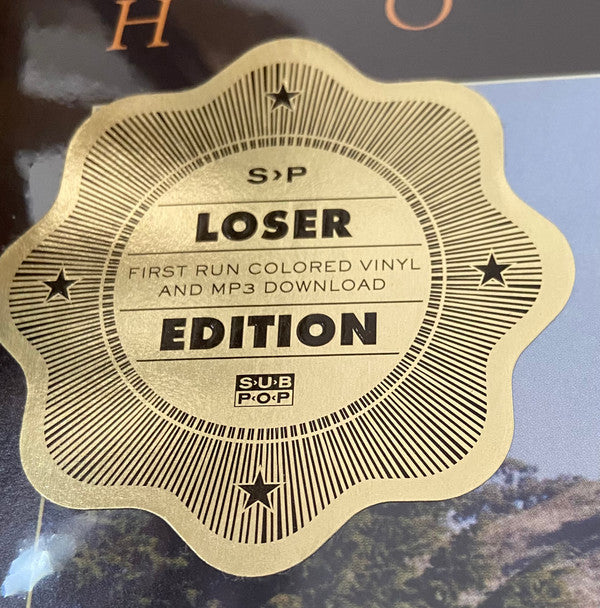 H O
S›P
LOSER
FIRST RUN COLORED VINYL
AND MP3 DOWNLOAD
EDITION
S›U›B
P‹O‹P